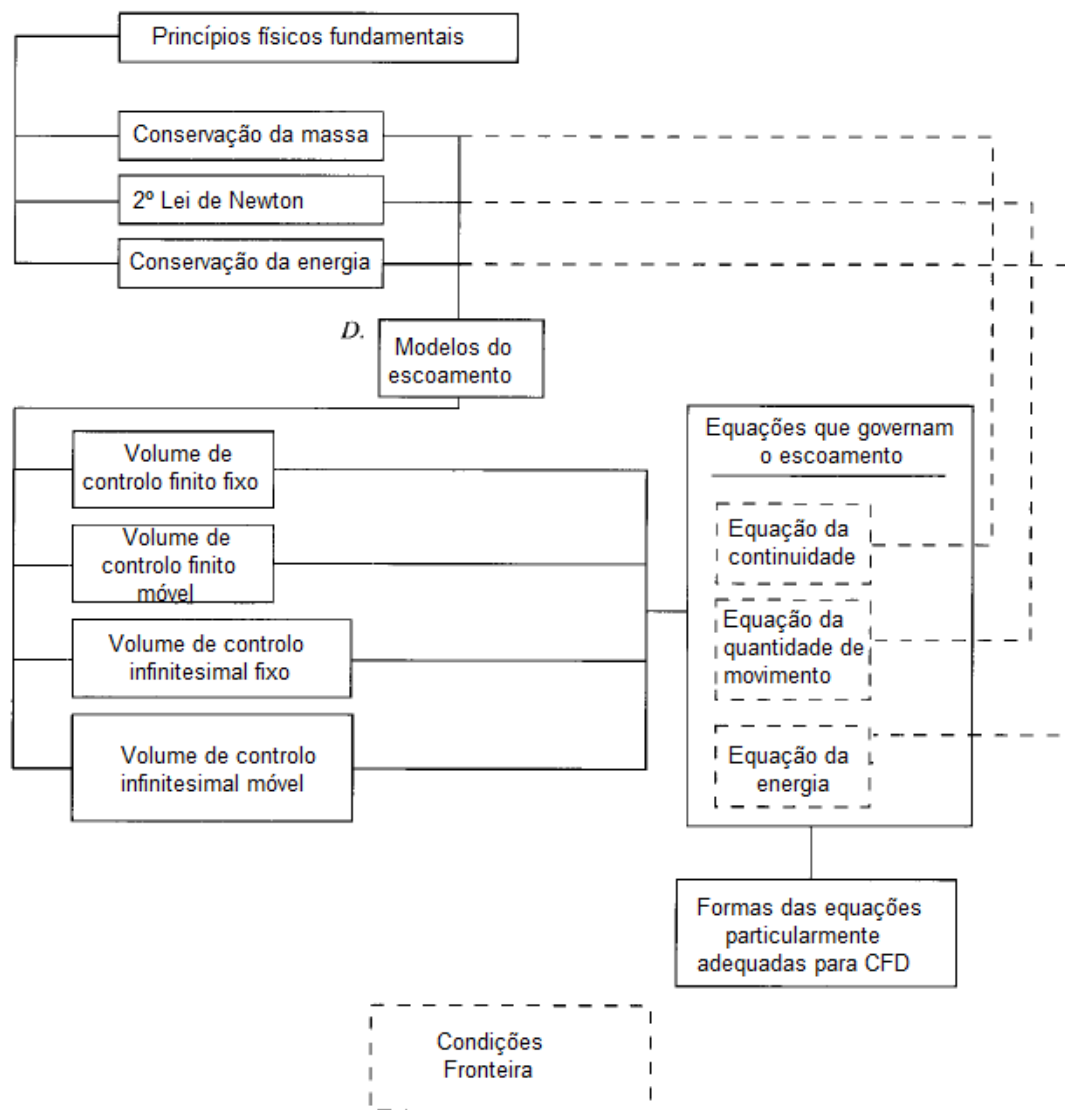 Princípios físicos fundamentais
Conservação da massa
2º Lei de Newton
Conservação da energia
D.
Modelos do
escoamento
Volume de
controlo finito fixo
Volume de
controlo finito
móvel
Volume de controlo
infinitesimal fixo
Volume de controlo
infinitesimal móvel
Equações que governam
o escoamento
Equação da
continuidade
Equação da
quantidade de
movimento
Equação da
energia
Formas das equações
particularmente
adequadas para CFD
Condições
Fronteira